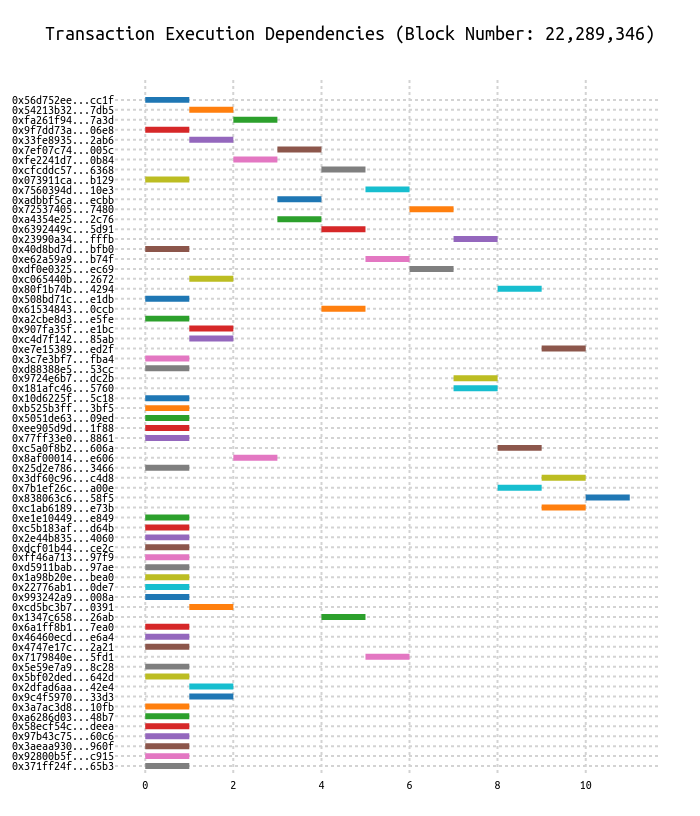 Transaction Execution Dependencies (Block Number: 22,289,346)
0x56d752ee...cc1f
0x54213b32...7db5
0xfa261f94...7a3d
0x9f7dd73a...06e8
0x33fe8935...2ab6
0x7ef07c74...005c
0xfe2241d7...0b84
0xcfcddc57...6368
0x073911ca...b129
0x7560394d...10e3
0xadbbf5ca...ecbb
0x72537405...7480
0xa4354e25...2c76
0x6392449c...5d91
0x23990a34...fffb
0x40d8bd7d...bfb0
0xe62a59a9...b74f
0xdf0e0325...ec69
0xc065440b...2672
0x80f1b74b...4294
0x508bd71c...e1db
0x61534843...0ccb
0xa2cbe8d3...e5fe
0x907fa35f...e1bc
0xc4d7f142...85ab
0xe7e15389...ed2f
0x3c7e3bf7...fba4
0xd88388e5...53cc
0x9724e6b7...dc2b
0x181afc46...5760
0x10d6225f...5c18
0xb525b3ff...3bf5
0x5051de63...09ed
0xee905d9d...1f88
0x77ff33e0...8861
0xc5a0f8b2...606a
0x8af00014...e606
0x25d2e786...3466
0x3df60c96...c4d8
0x7b1ef26c...a00e
0x838063c6...58f5
0xc1ab6189...e73b
0xe1e10449...e849
0xc5b183af...d64b
0x2e44b835...4060
0xdcf01b44...ce2c
0xff46a713...97f9
0xd5911bab...97ae
0x1a98b20e...bea0
0x22776ab1...0de7
0x993242a9...008a
0xcd5bc3b7...0391
0x1347c658...26ab
0x6a1ff8b1...7ea0
0x46460ecd...e6a4
0x4747e17c...2a21
0x7179840e...5fd1
0x5e59e7a9...8c28
0x5bf02ded...642d
0x2dfad6aa...42e4
0x9c4f5970...33d3
0x3a7ac3d8...10fb
0xa6286d03...48b7
0x58ecf54c...deea
0x97b43c75...60c6
0x3aeaa930...960f
0x92800b5f...c915
0x371ff24f...65b3
0 2 4 6 8 10